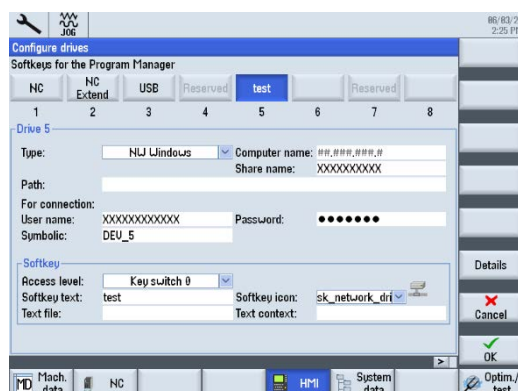 JOG
06/03/2
2:25 P
Configure drives
Softkeys for the Program Manager
NC
NC Extend
USB
Reserved
test
Reserved
1 2 3 4 5 6 7 8
Drive 5
Type: NW Windows Computer name: ##.###.###.#
Share name: XXXXXXXXXX
Path:
For connection:
User name: XXXXXXXXXXXX Password: ●●●●●●●
Symbolic: DEV_5
Softkey
Access level: Key switch 0
Softkey text: test Softkey icon: sk_network_dri
Text file: Text context:
Details
Cancel
OK
MD Mach. data
NC
HMI
System data
Optim./ test